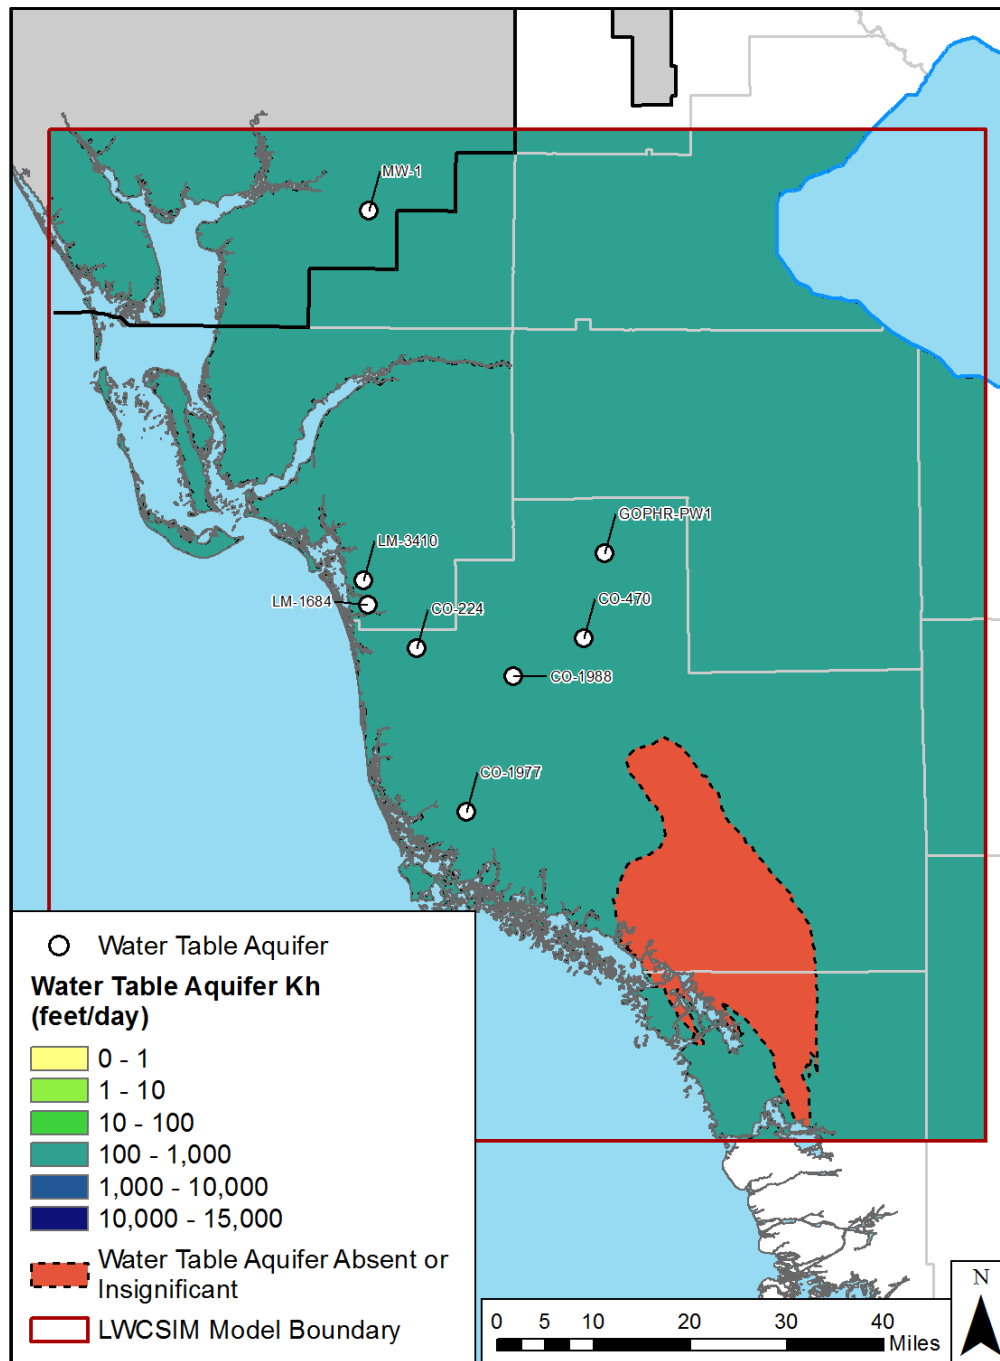 MW-1
GOPHR-PW1
LM-3410
LM-1684
CO-224
CO-470
CO-1988
CO-1977
Water Table Aquifer
Water Table Aquifer Kh
(feet/day)
0 - 1
1 - 10
10 - 100
100 - 1,000
1,000 - 10,000
10,000 - 15,000
Water Table Aquifer Absent or
Insignificant
LWCSIM Model Boundary
0 5 10 20 30 40
Miles
N